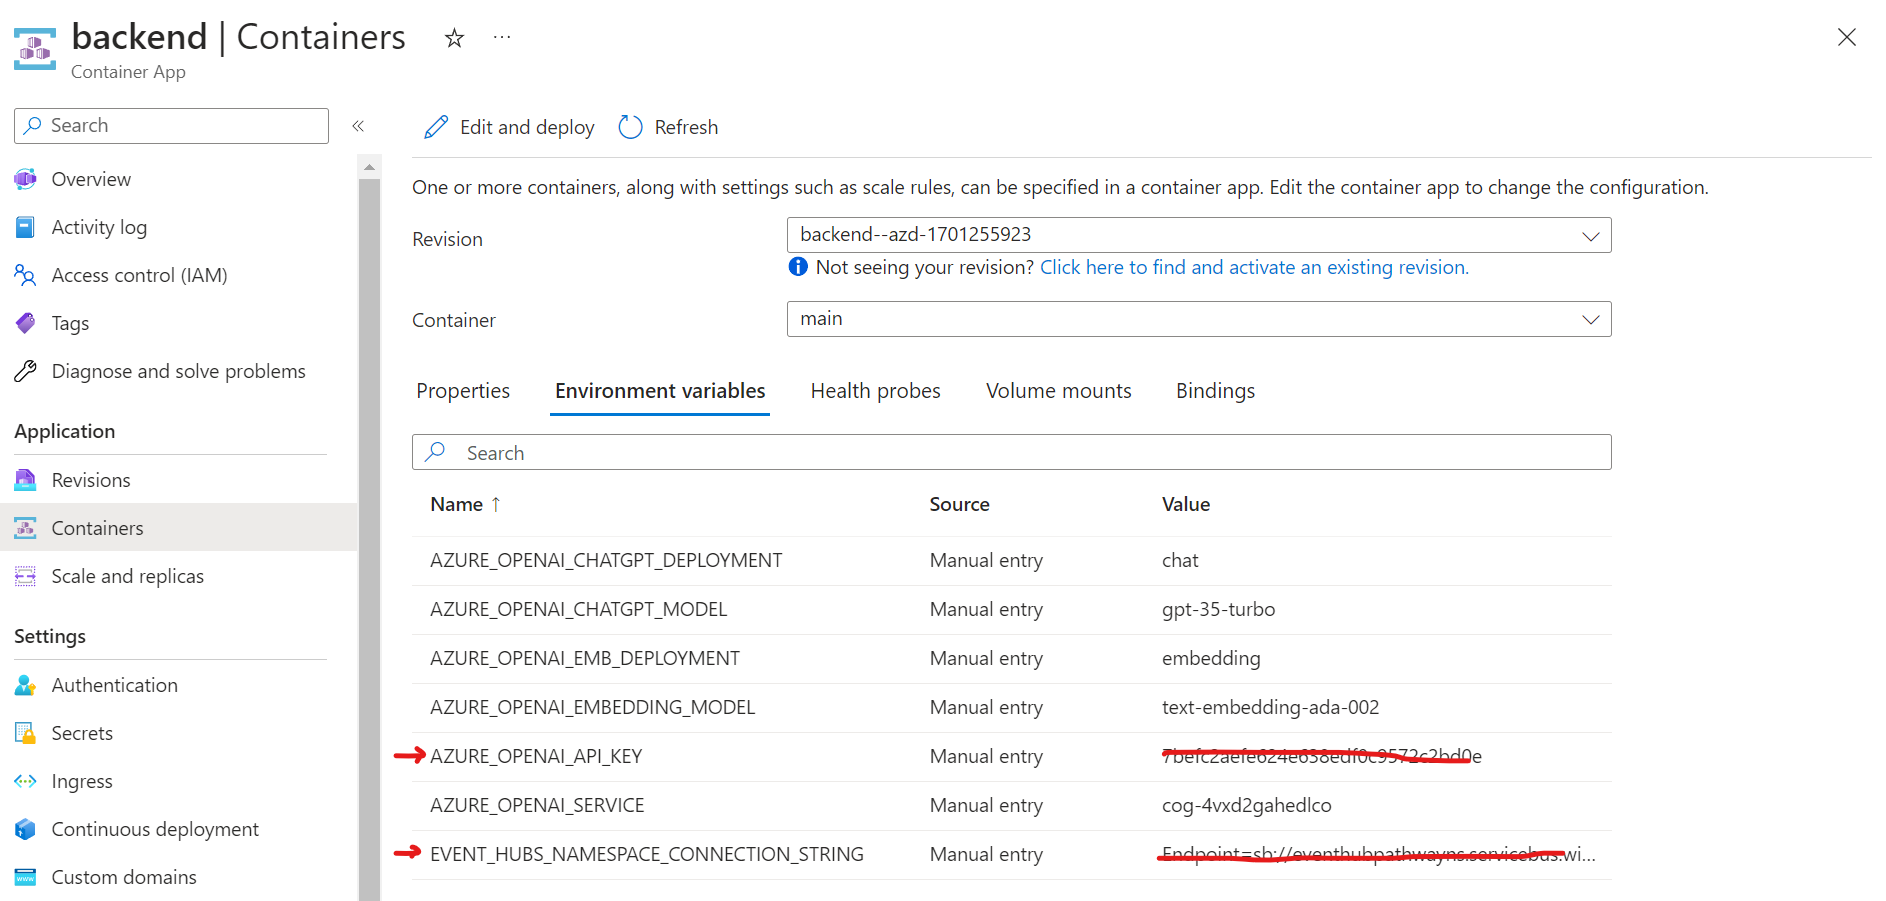 backend | Containers
Container App
Search
Overview
Activity log
Access control (IAM)
Tags
Diagnose and solve problems
Application
Revisions
Containers
Scale and replicas
Settings
Authentication
Secrets
Ingress
Continuous deployment
Custom domains
Edit and deploy Refresh
One or more containers, along with settings such as scale rules, can be specified in a container app. Edit the container app to change the configuration.
Revision backend--azd-1701255923
Not seeing your revision? Click here to find and activate an existing revision.
Container main
Properties Environment variables Health probes Volume mounts Bindings
Search
Name ↑ Source Value
AZURE_OPENAI_CHATGPT_DEPLOYMENT Manual entry chat
AZURE_OPENAI_CHATGPT_MODEL Manual entry gpt-35-turbo
AZURE_OPENAI_EMB_DEPLOYMENT Manual entry embedding
AZURE_OPENAI_EMBEDDING_MODEL Manual entry text-embedding-ada-002
AZURE_OPENAI_API_KEY Manual entry
AZURE_OPENAI_SERVICE Manual entry cog-4vxd2gahedlco
EVENT_HUBS_NAMESPACE_CONNECTION_STRING Manual entry